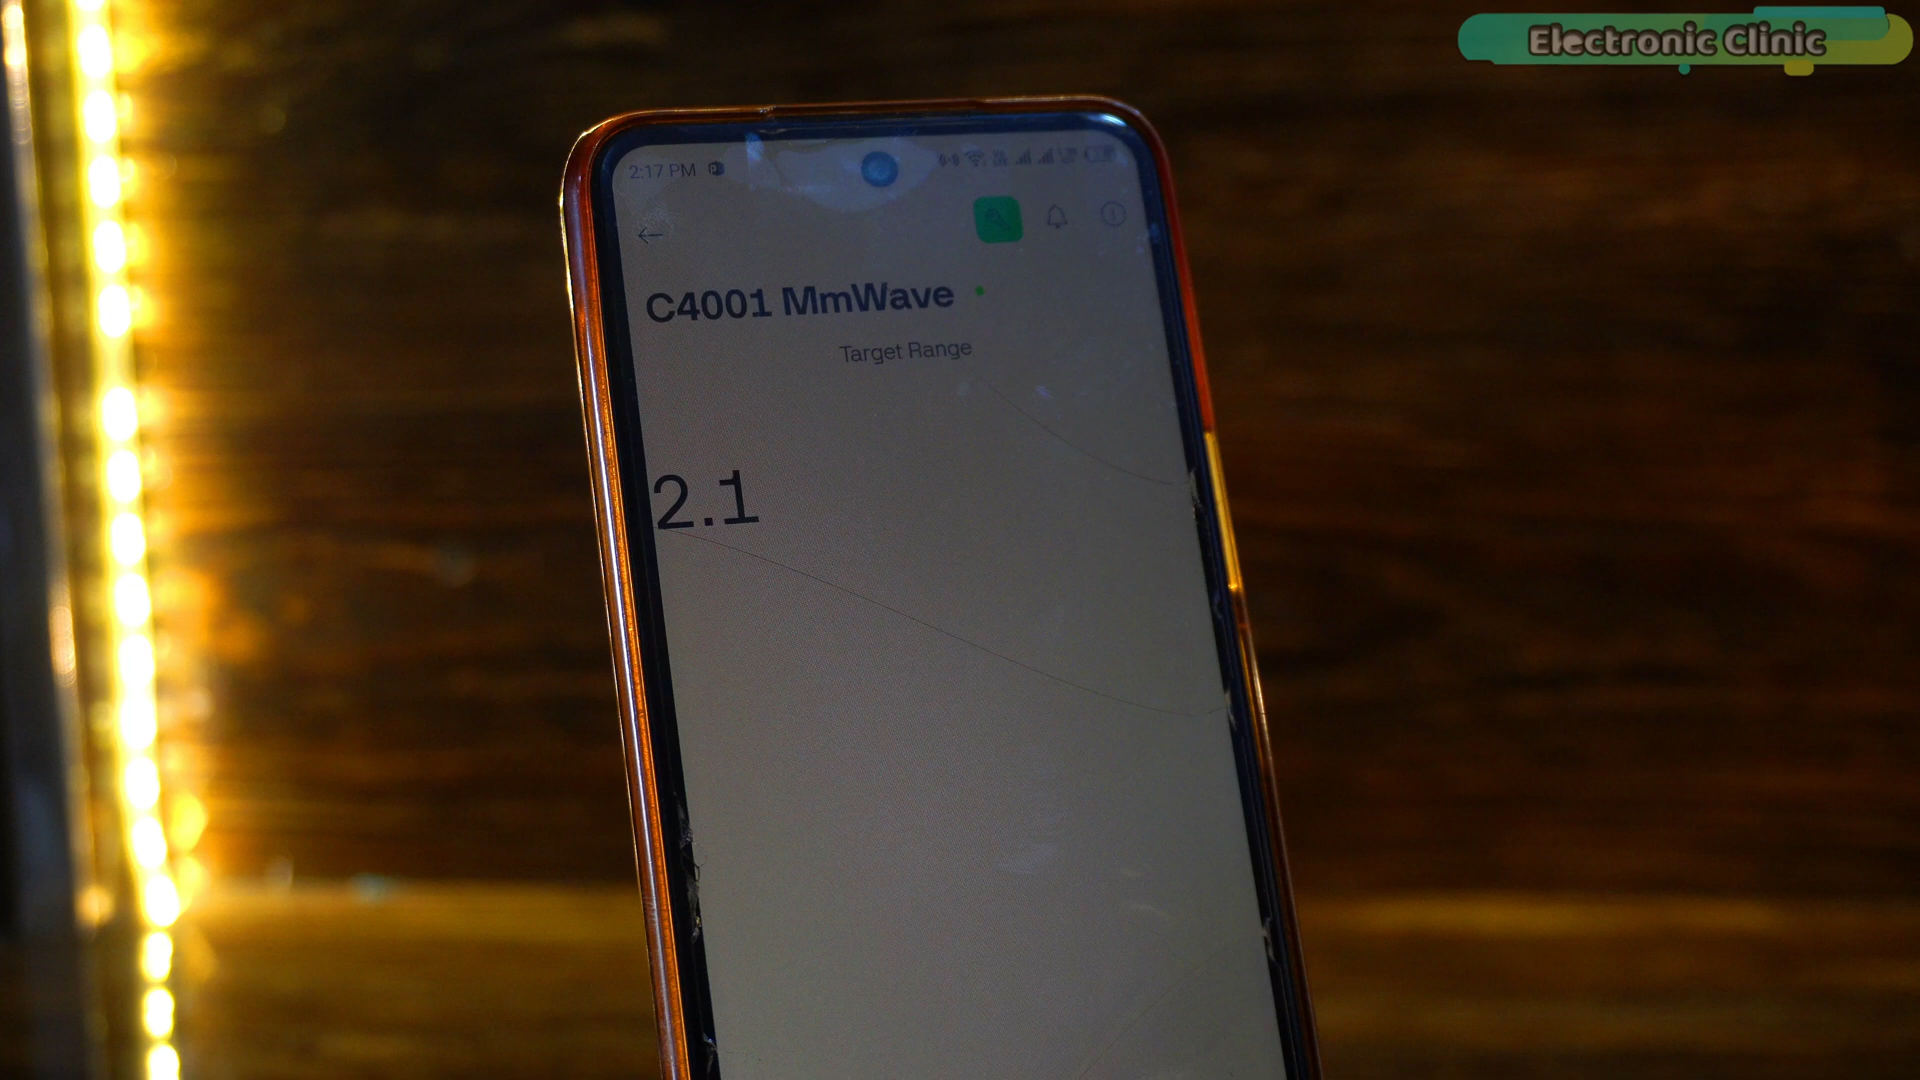 Electronic Clinic
2:17 PM
C4001 MmWave
Target Range
2.1